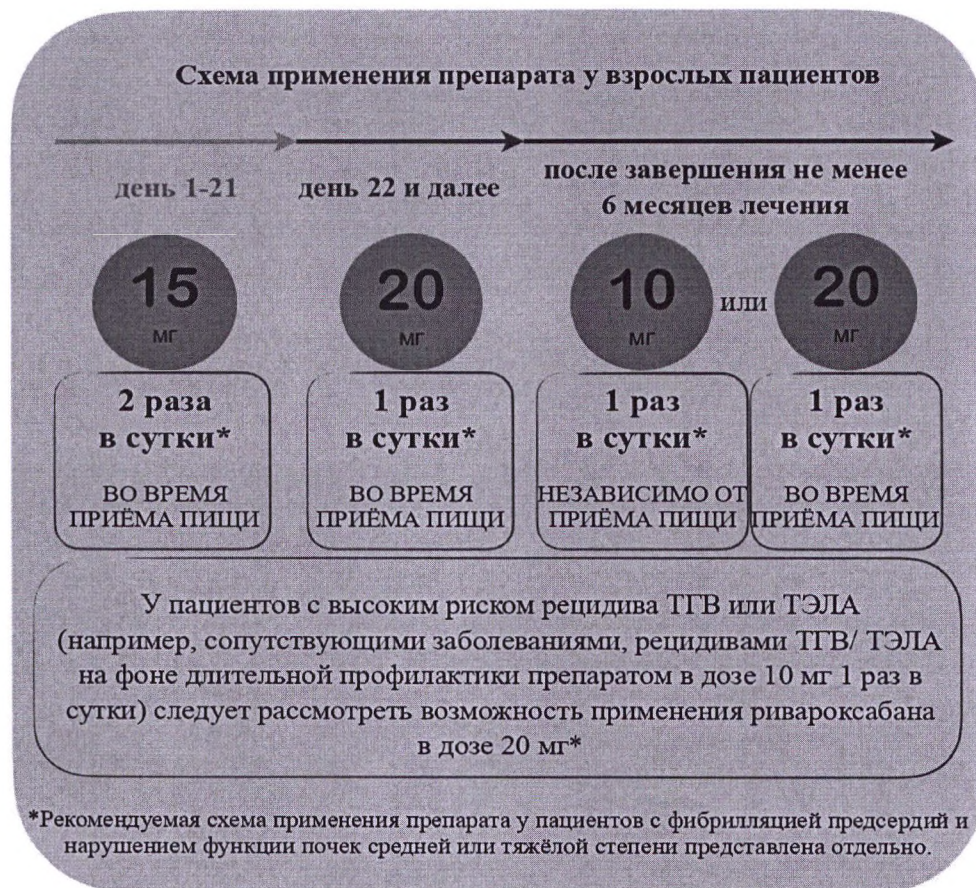 Схема применения препарата у взрослых пациентов
день 1-21
день 22 и далее
после завершения не менее
6 месяцев лечения
15
мг
20
мг
10
мг
или
20
мг
2 раза
в сутки*
ВО ВРЕМЯ
ПРИЁМА ПИЩИ
1 раз
в сутки*
ВО ВРЕМЯ
ПРИЁМА ПИЩИ
1 раз
в сутки*
НЕЗАВИСИМО ОТ
ПРИЁМА ПИЩИ
1 раз
в сутки*
ВО ВРЕМЯ
ПРИЁМА ПИЩИ
У пациентов с высоким риском рецидива ТГВ или ТЭЛА
(например, сопутствующими заболеваниями, рецидивами ТГВ/ ТЭЛА
на фоне длительной профилактики препаратом в дозе 10 мг 1 раз в
сутки) следует рассмотреть возможность применения ривароксабана
в дозе 20 мг*
*Рекомендуемая схема применения препарата у пациентов с фибрилляцией предсердий и
нарушением функции почек средней или тяжёлой степени представлена отдельно.